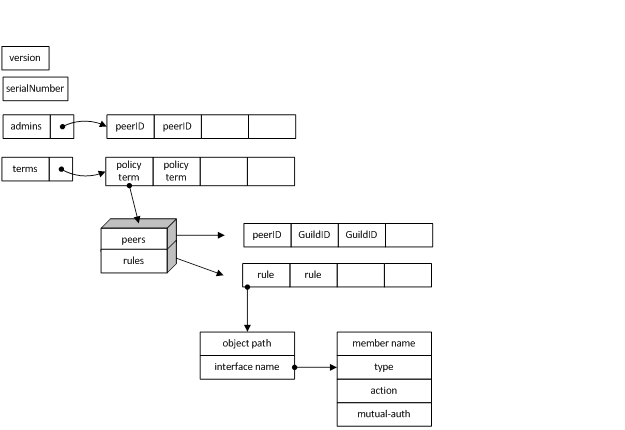 version
serialNumber
admins
peerID
peerID
terms
policy
term
policy
term
peers
rules
peerID
GuildID
GuildID
rule
rule
object path
interface name
member name
type
action
mutual-auth